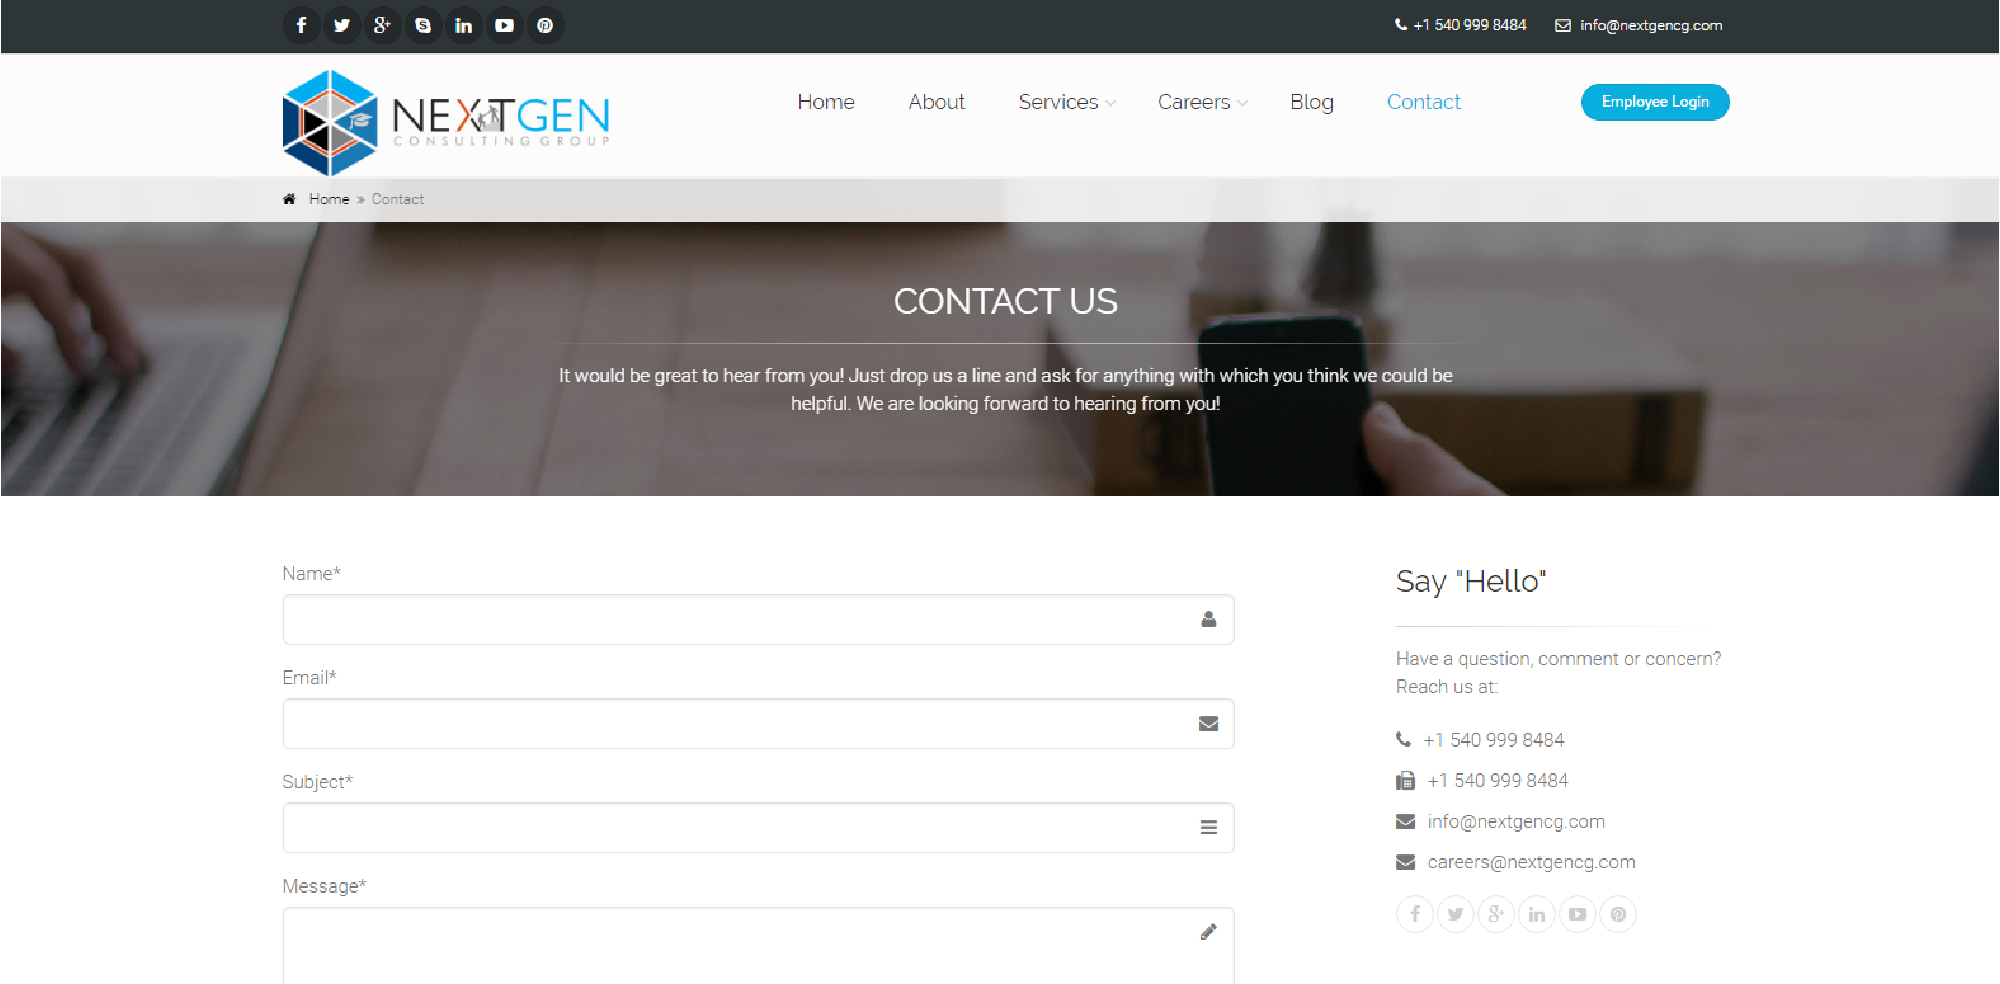 +1 540 999 8484 info@nextgencg.com
NEXTGEN
CONSULTING GROUP
Home About Services Careers Blog Contact Employee Login
Home » Contact
CONTACT US
It would be great to hear from you! Just drop us a line and ask for anything with which you think we could be
helpful. We are looking forward to hearing from you!
Name*
Email*
Subject*
Message*
Say "Hello"
Have a question, comment or concern?
Reach us at:
+1 540 999 8484
+1 540 999 8484
info@nextgencg.com
careers@nextgencg.com